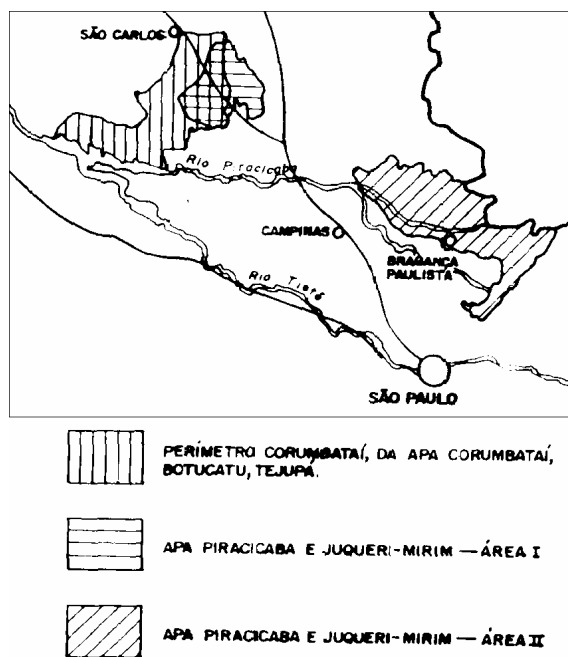 SÃO CARLOS
Rio Piracicaba
CAMPINAS
BRAGANÇA
PAULISTA
Rio Tietê
SÃO PAULO
PERÍMETRO CORUMBATAÍ, DA APA CORUMBATAÍ,
BOTUCATU, TEJUPÁ.
APA PIRACICABA E JUQUERI-MIRIM — ÁREA I
APA PIRACICABA E JUQUERI-MIRIM — ÁREA II